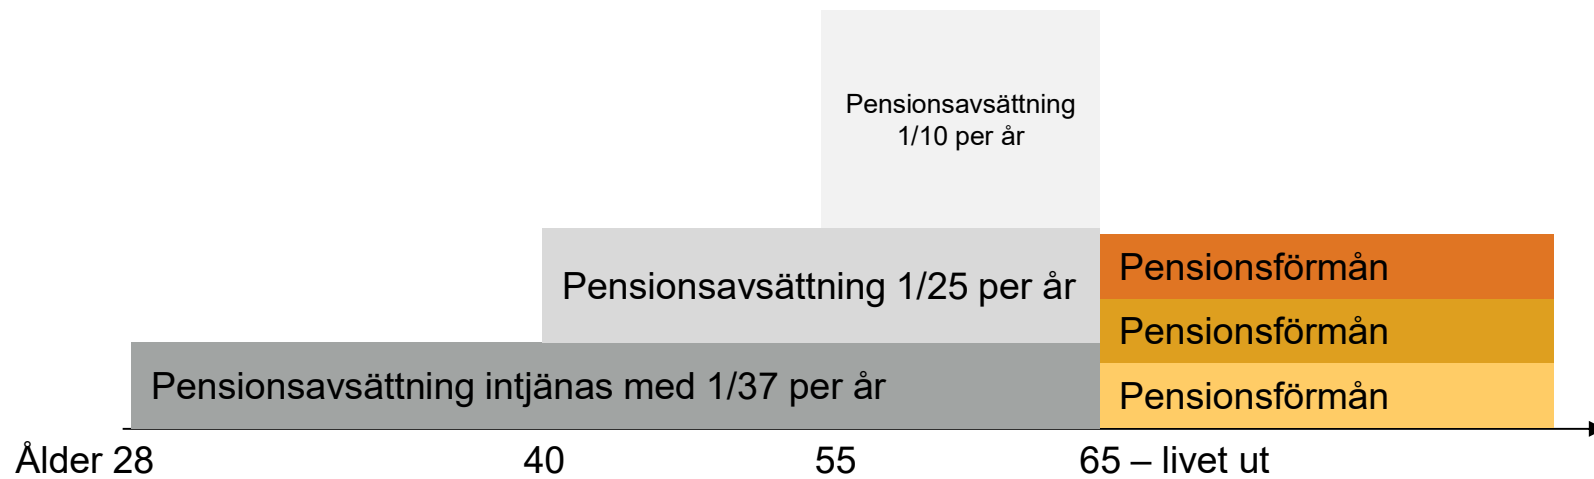 Pensionsavsättning
1/10 per år
Pensionsavsättning 1/25 per år
Pensionsförmån
Pensionsförmån
Pensionsavsättning intjänas med 1/37 per år
Pensionsförmån
Ålder 28 40 55 65 – livet ut